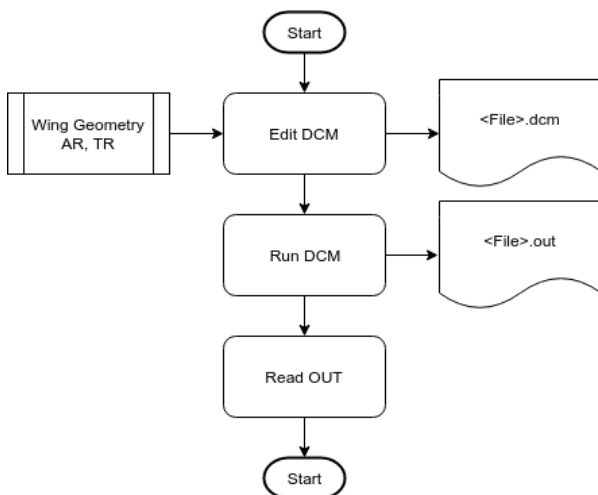 Start
Wing Geometry
AR, TR
Edit DCM
<File>.dcm
Run DCM
<File>.out
Read OUT
Start